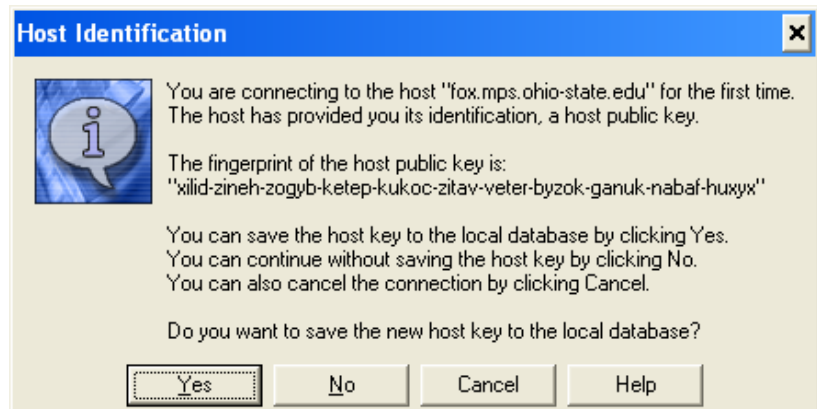 Host Identification
You are connecting to the host "fox.mps.ohio-state.edu" for the first time.
The host has provided you its identification, a host public key.
The fingerprint of the host public key is:
"xilid-zineh-zogyb-ketep-kukoc-zitav-veter-byzok-ganuk-nabaf-huxyx"
You can save the host key to the local database by clicking Yes.
You can continue without saving the host key by clicking No.
You can also cancel the connection by clicking Cancel.
Do you want to save the new host key to the local database?
Yes No Cancel Help